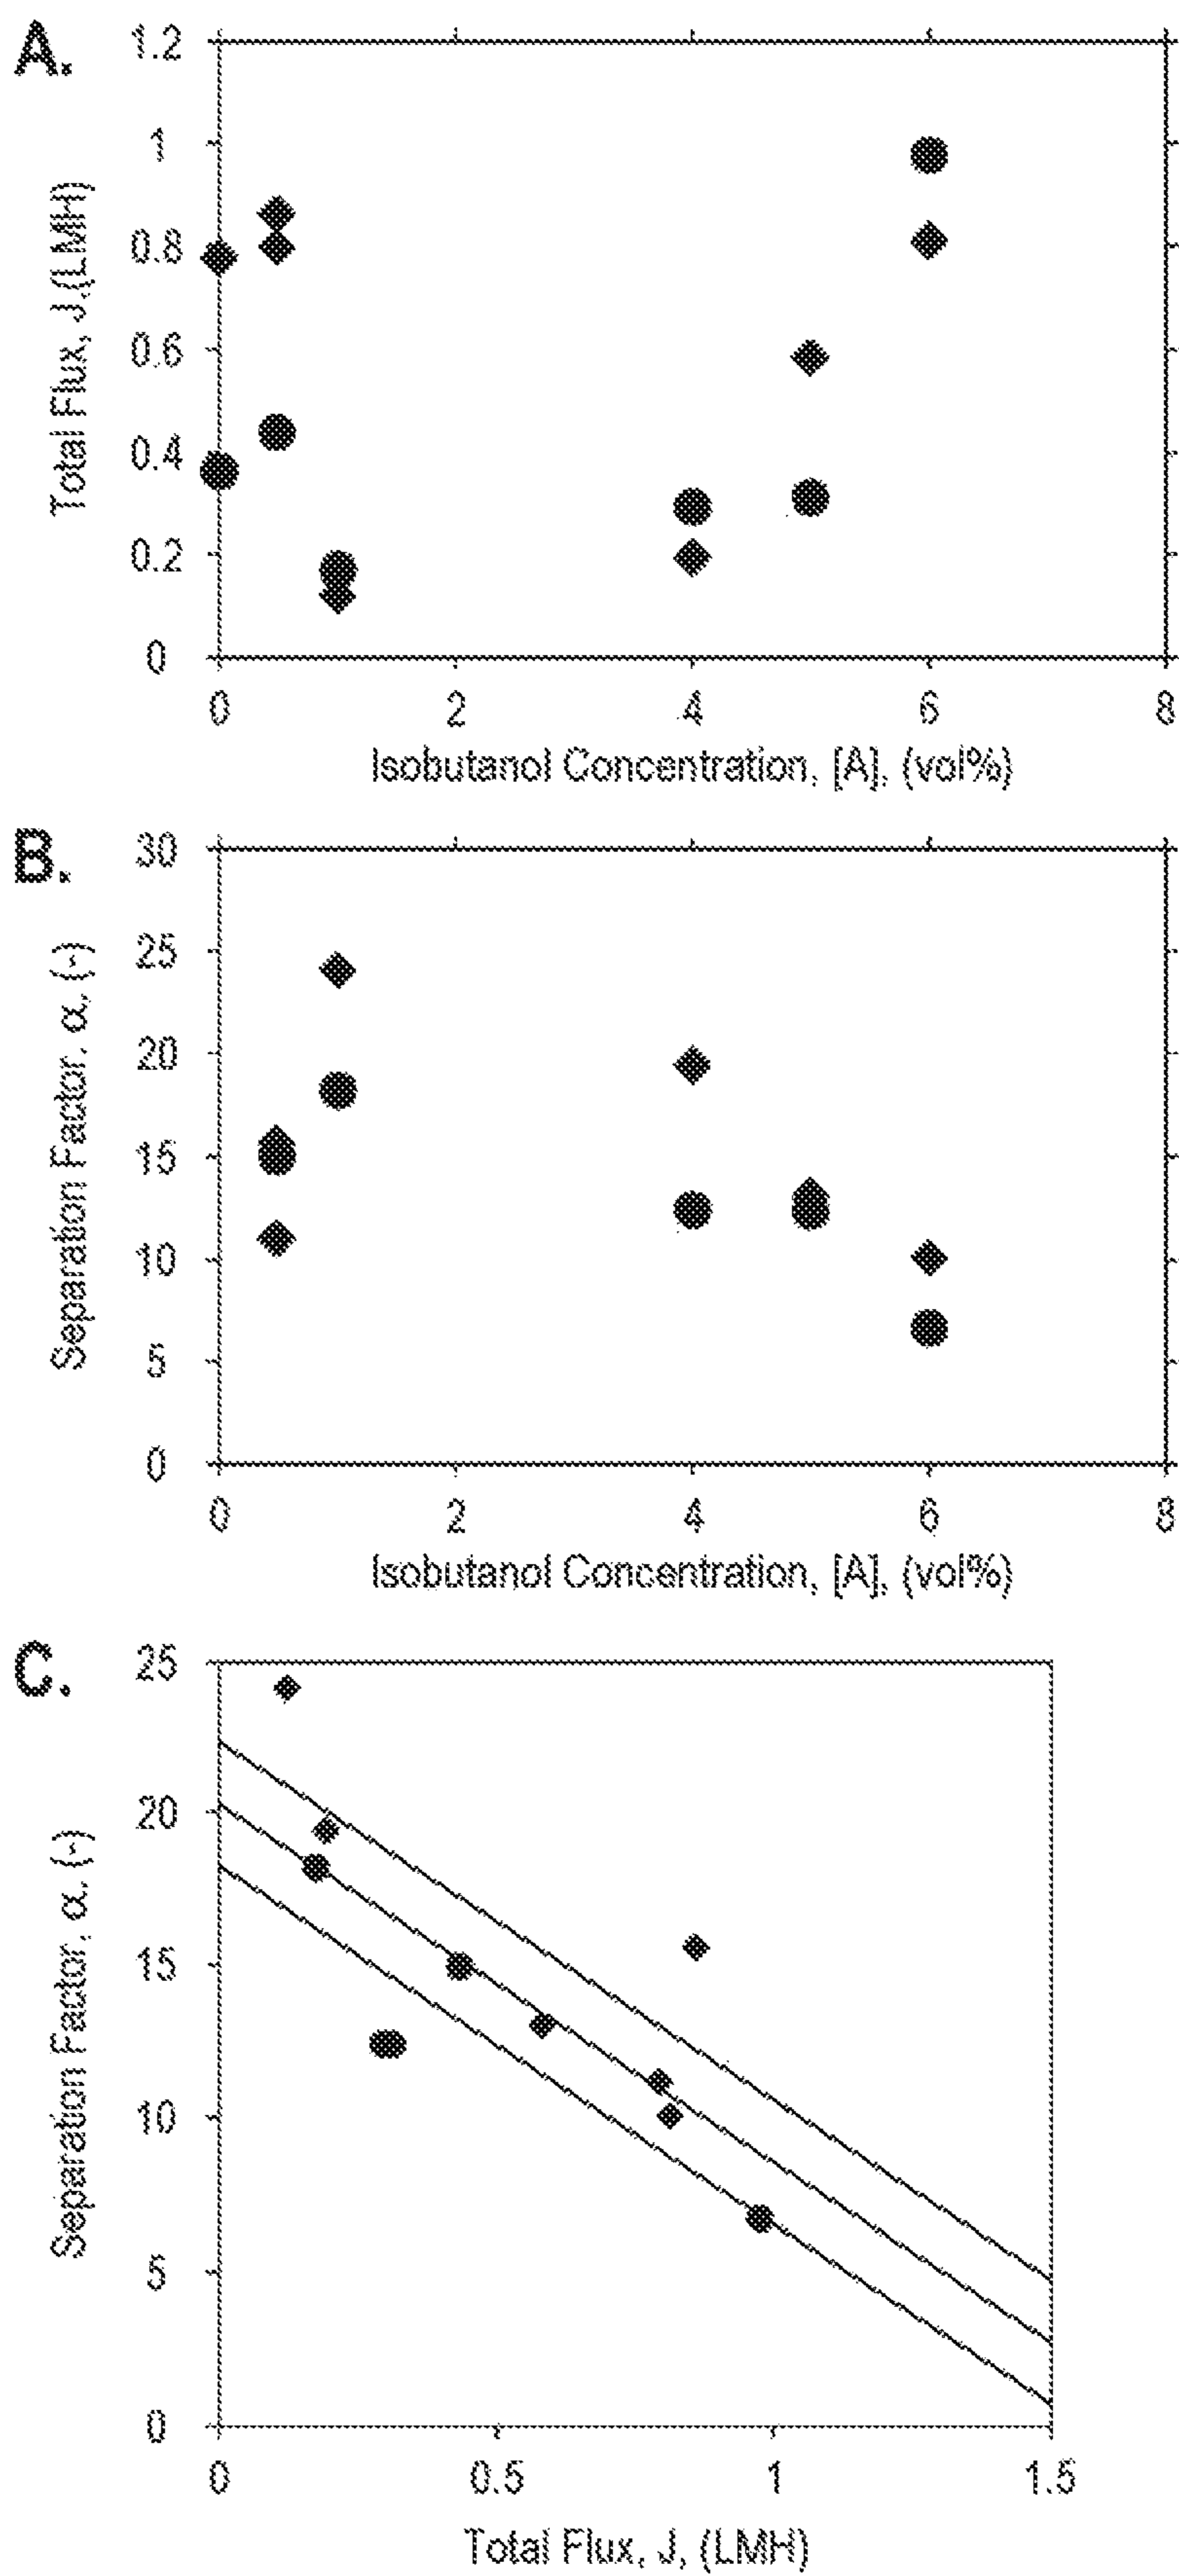 A.
1.2
1
0.8
0.6
0.4
0.2
0
Total Flux, J,(LMH)
0 2 4 6 8
Isobutanol Concentration, [A], (vol%)
B.
30
25
20
15
10
5
0
Separation Factor, α, (-)
0 2 4 6 8
Isobutanol Concentration, [A], (vol%)
C.
25
20
15
10
5
0
Separation Factor, α, (-)
0 0.5 1 1.5
Total Flux, J, (LMH)